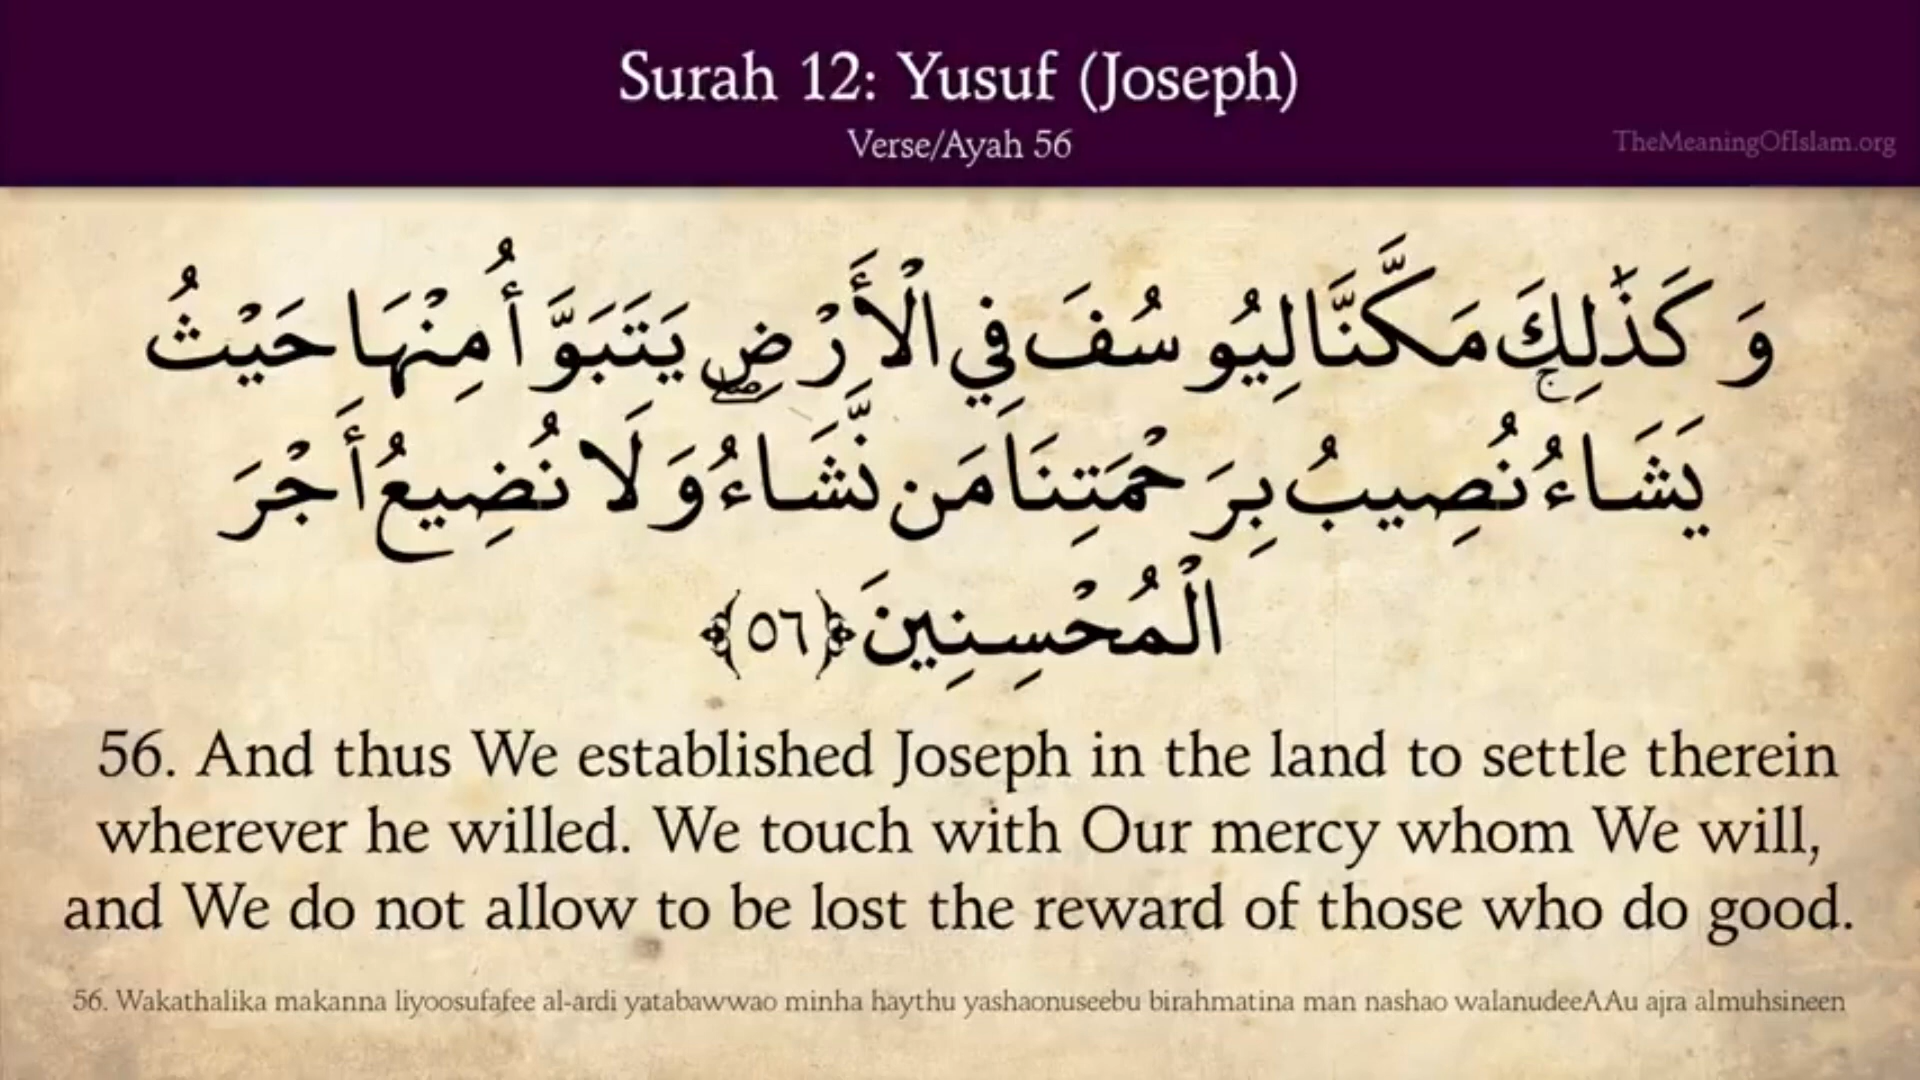 Surah 12: Yusuf (Joseph)
Verse/Ayah 56
TheMeaningOfIslam.org
وَكَذَٰلِكَ مَكَّنَّا لِيُوسُفَ فِي الْأَرْضِ يَتَبَوَّأُ مِنْهَا حَيْثُ
يَشَاءُ ۚ نُصِيبُ بِرَحْمَتِنَا مَن نَّشَاءُ ۖ وَلَا نُضِيعُ أَجْرَ
الْمُحْسِنِينَ ﴿٥٦﴾
56. And thus We established Joseph in the land to settle therein
wherever he willed. We touch with Our mercy whom We will,
and We do not allow to be lost the reward of those who do good.
56. Wakathalika makanna liyoosufafee al-ardi yatabawwao minha haythu yashaonuseebu birahmatina man nashao walanudeeAAu ajra almuhsineen